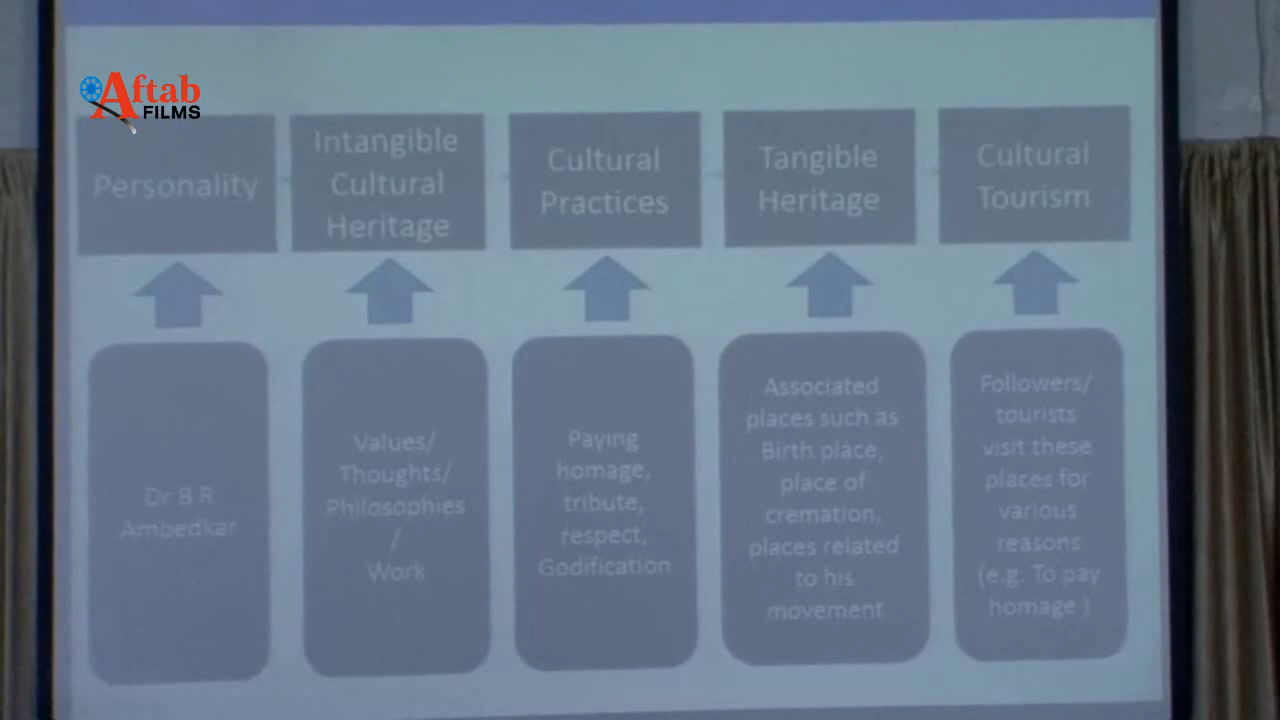 Aftab
FILMS
Personality
Intangible
Cultural
Heritage
Cultural
Practices
Tangible
Heritage
Cultural
Tourism
Dr B R
Ambedkar
Values/
Thoughts/
Philosophies
/
Work
Paying
homage,
tribute,
respect,
Godification
Associated
places such as
Birth place,
place of
cremation,
places related
to his
movement
Followers/
tourists
visit these
places for
various
reasons
(e.g. To pay
homage )